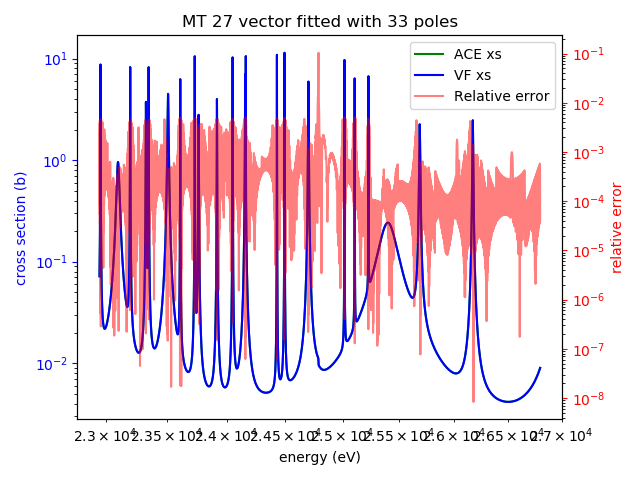 MT 27 vector fitted with 33 poles
ACE xs
VF xs
Relative error
cross section (b)
10¹
10⁰
10⁻¹
10⁻²
10⁻¹
10⁻²
10⁻³
10⁻⁴
10⁻⁵
10⁻⁶
10⁻⁷
10⁻⁸
relative error
2.3 × 10⁴ 2.35 × 10⁴ 2.4 × 10⁴ 2.45 × 10⁴ 2.5 × 10⁴ 2.55 × 10⁴ 2.6 × 10⁴ 2.65 × 10⁴ 2.7 × 10⁴
energy (eV)